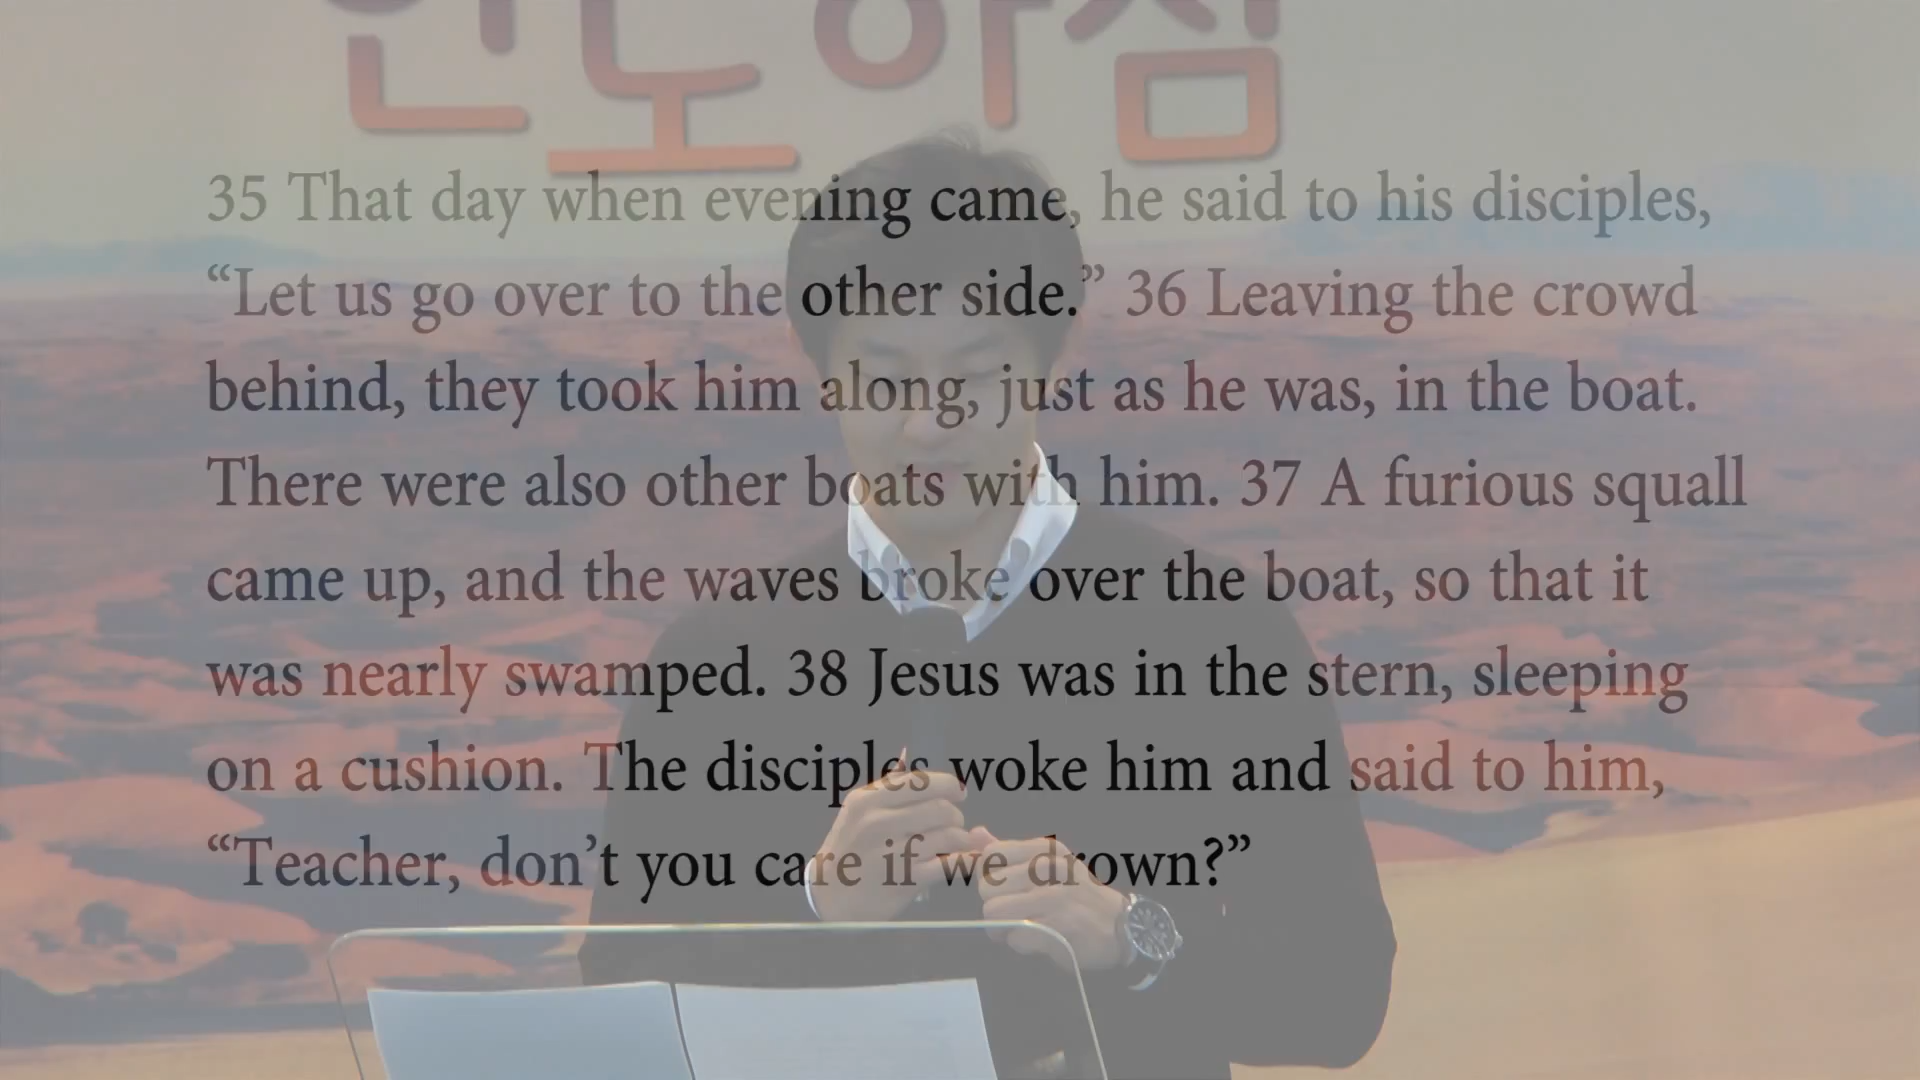 인도하심
35 That day when evening came, he said to his disciples,
“Let us go over to the other side.” 36 Leaving the crowd
behind, they took him along, just as he was, in the boat.
There were also other boats with him. 37 A furious squall
came up, and the waves broke over the boat, so that it
was nearly swamped. 38 Jesus was in the stern, sleeping
on a cushion. The disciples woke him and said to him,
“Teacher, don’t you care if we drown?”